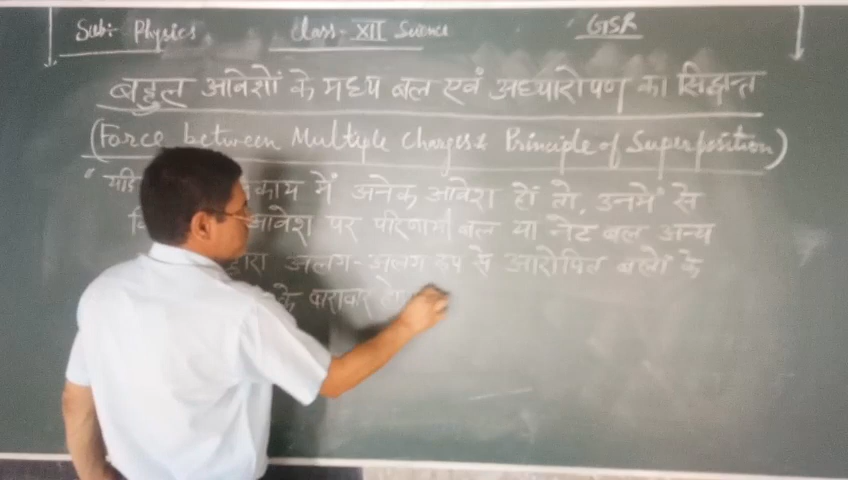 Sub:- Physics Class - XII Science GSR
बहुल आवेशों के मध्य बल एवं अध्यारोपण का सिद्धान्त
(Force between Multiple Charges & Principle of Superposition)
"यदि काय में अनेक आवेश हों तो, उनमें से
आवेश पर परिणामी बल या नेट बल अन्य
द्वारा अलग-अलग रूप से आरोपित बलों के
के